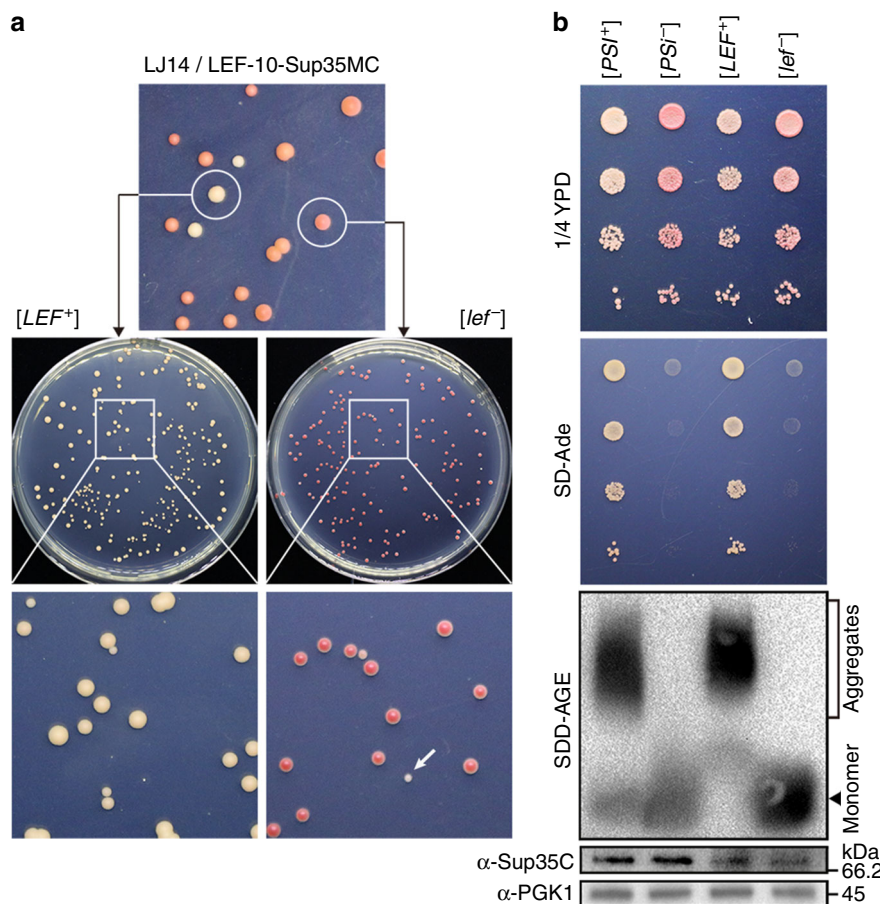 a
LJ14 / LEF-10-Sup35MC
[LEF⁺]
[lef⁻]
b
[PSI⁺]
[PSi⁻]
[LEF⁺]
[lef⁻]
1/4 YPD
SD-Ade
SDD-AGE
Aggregates
Monomer
α-Sup35C
kDa
66.2
α-PGK1
45